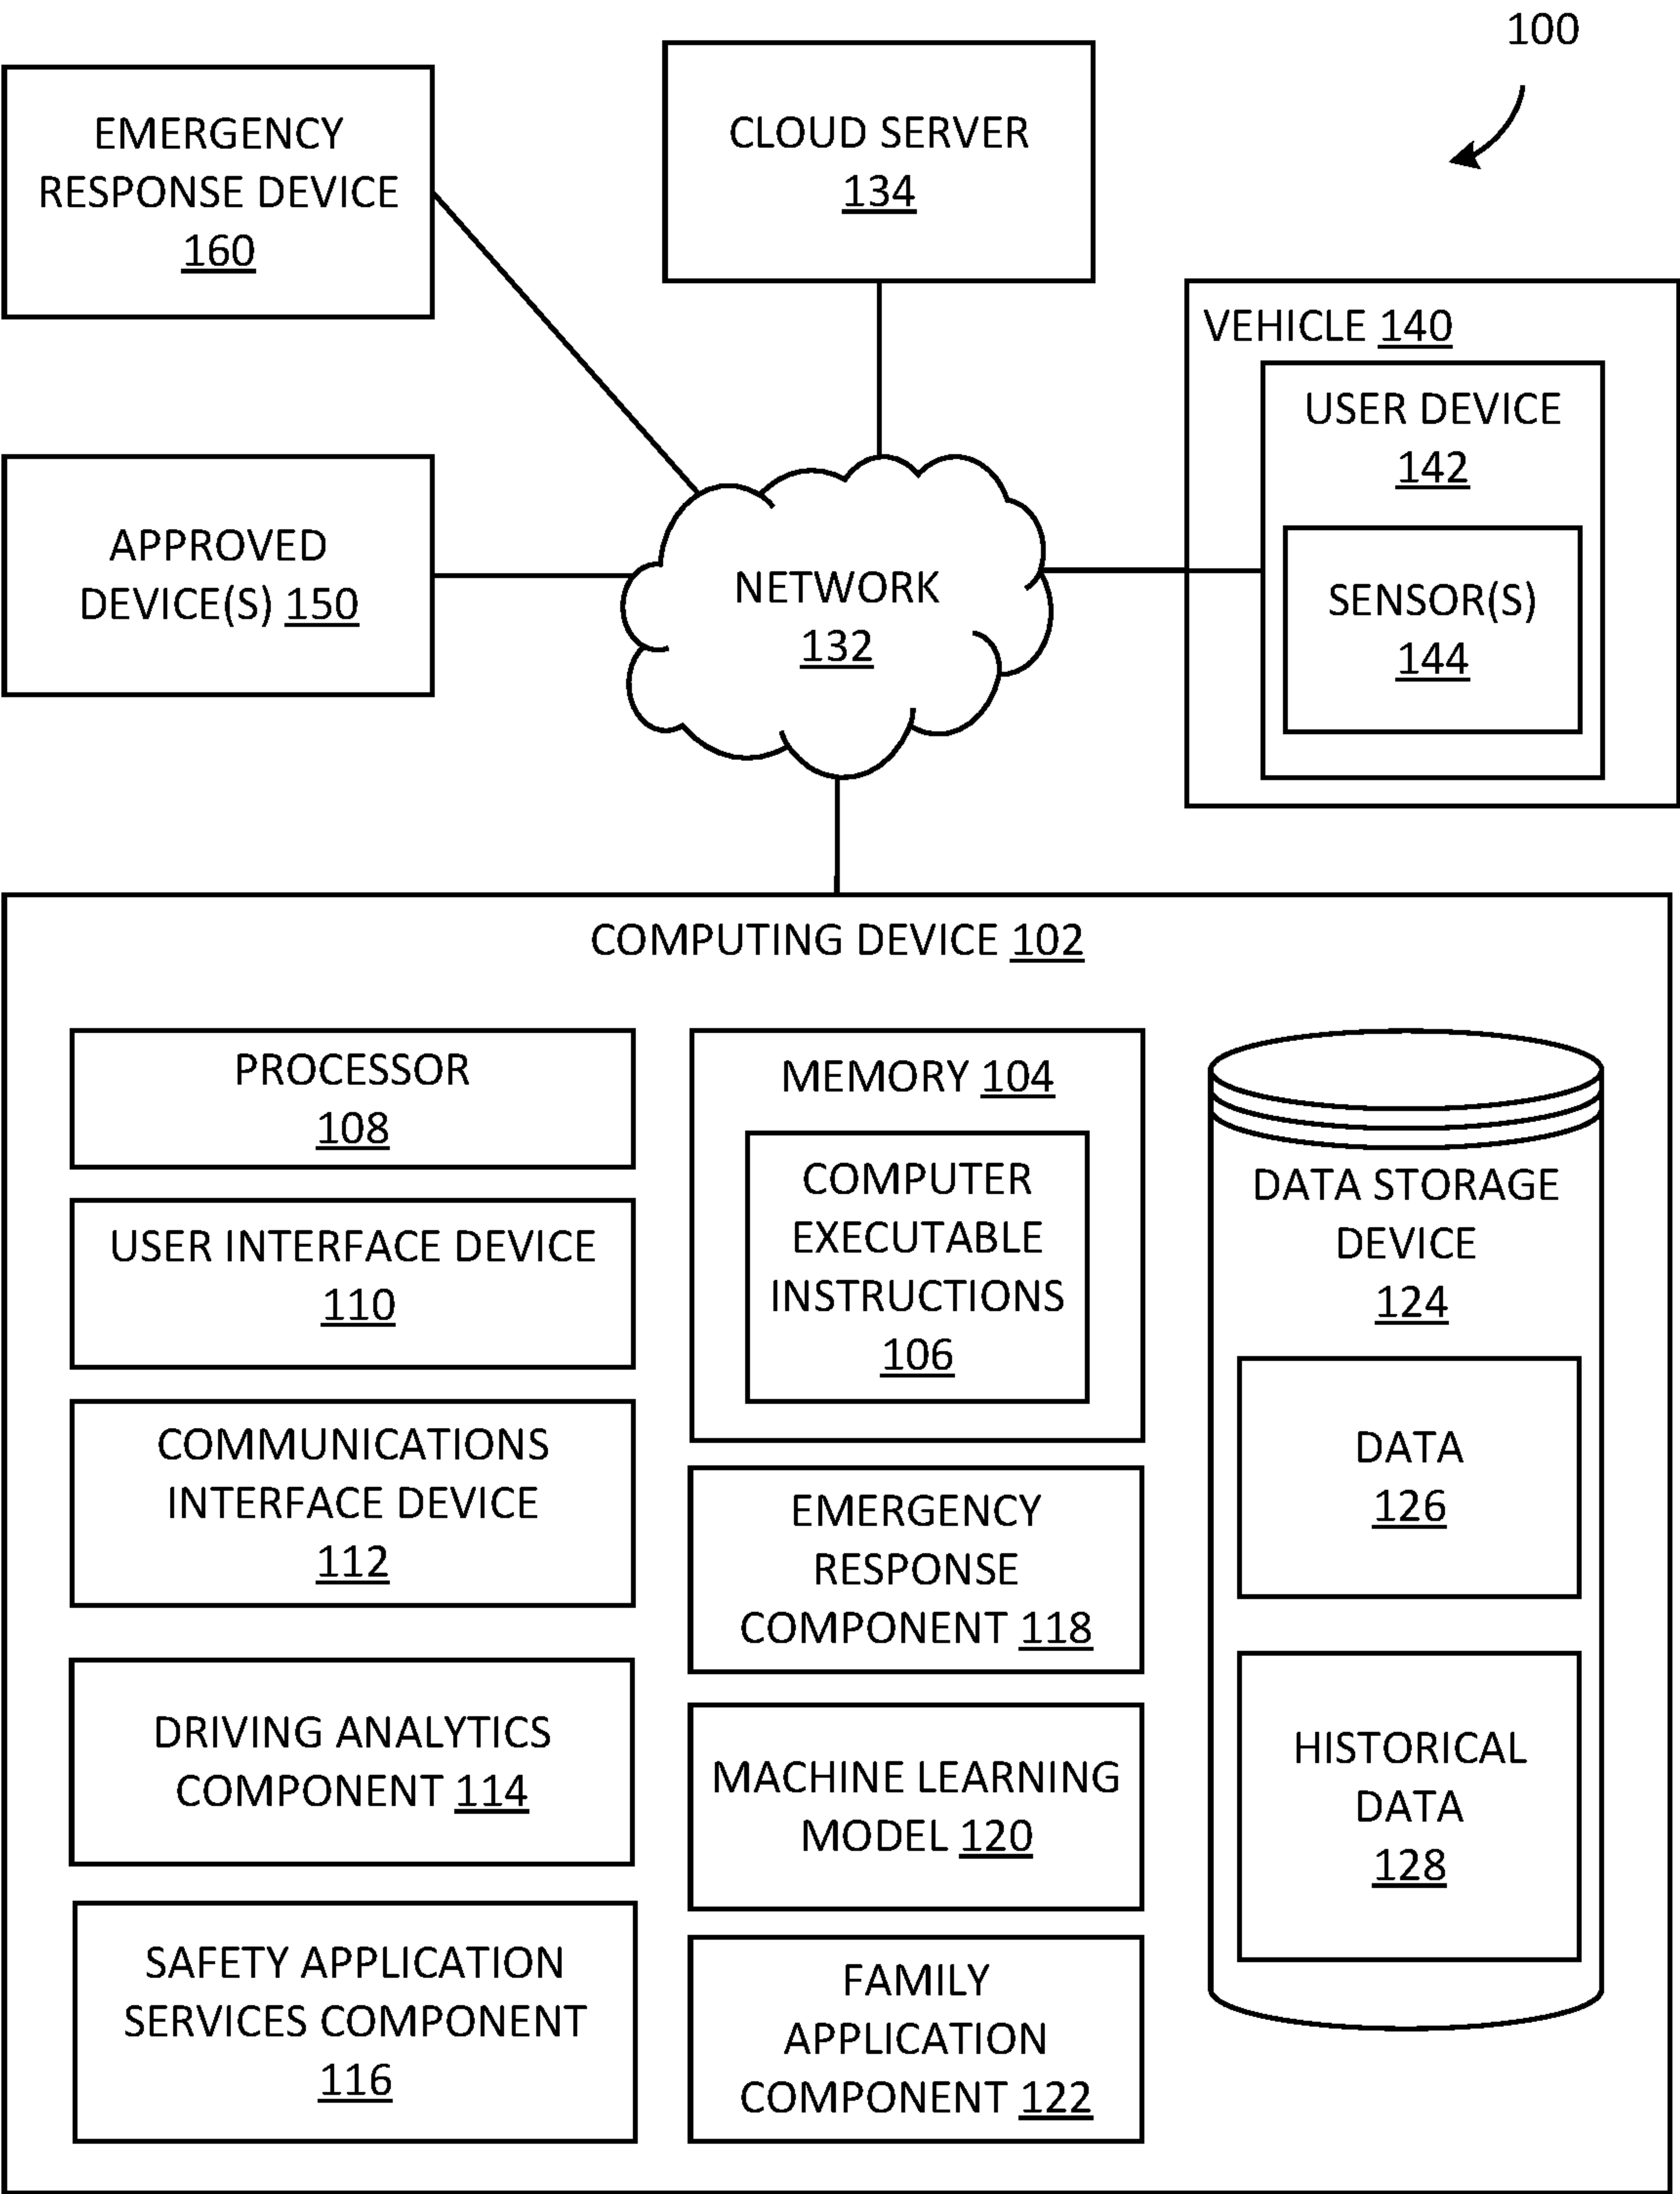 100
EMERGENCY
RESPONSE DEVICE
160
CLOUD SERVER
134
VEHICLE 140
USER DEVICE
142
SENSOR(S)
144
APPROVED
DEVICE(S) 150
NETWORK
132
COMPUTING DEVICE 102
PROCESSOR
108
USER INTERFACE DEVICE
110
COMMUNICATIONS
INTERFACE DEVICE
112
DRIVING ANALYTICS
COMPONENT 114
SAFETY APPLICATION
SERVICES COMPONENT
116
MEMORY 104
COMPUTER
EXECUTABLE
INSTRUCTIONS
106
EMERGENCY
RESPONSE
COMPONENT 118
MACHINE LEARNING
MODEL 120
FAMILY
APPLICATION
COMPONENT 122
DATA STORAGE
DEVICE
124
DATA
126
HISTORICAL
DATA
128